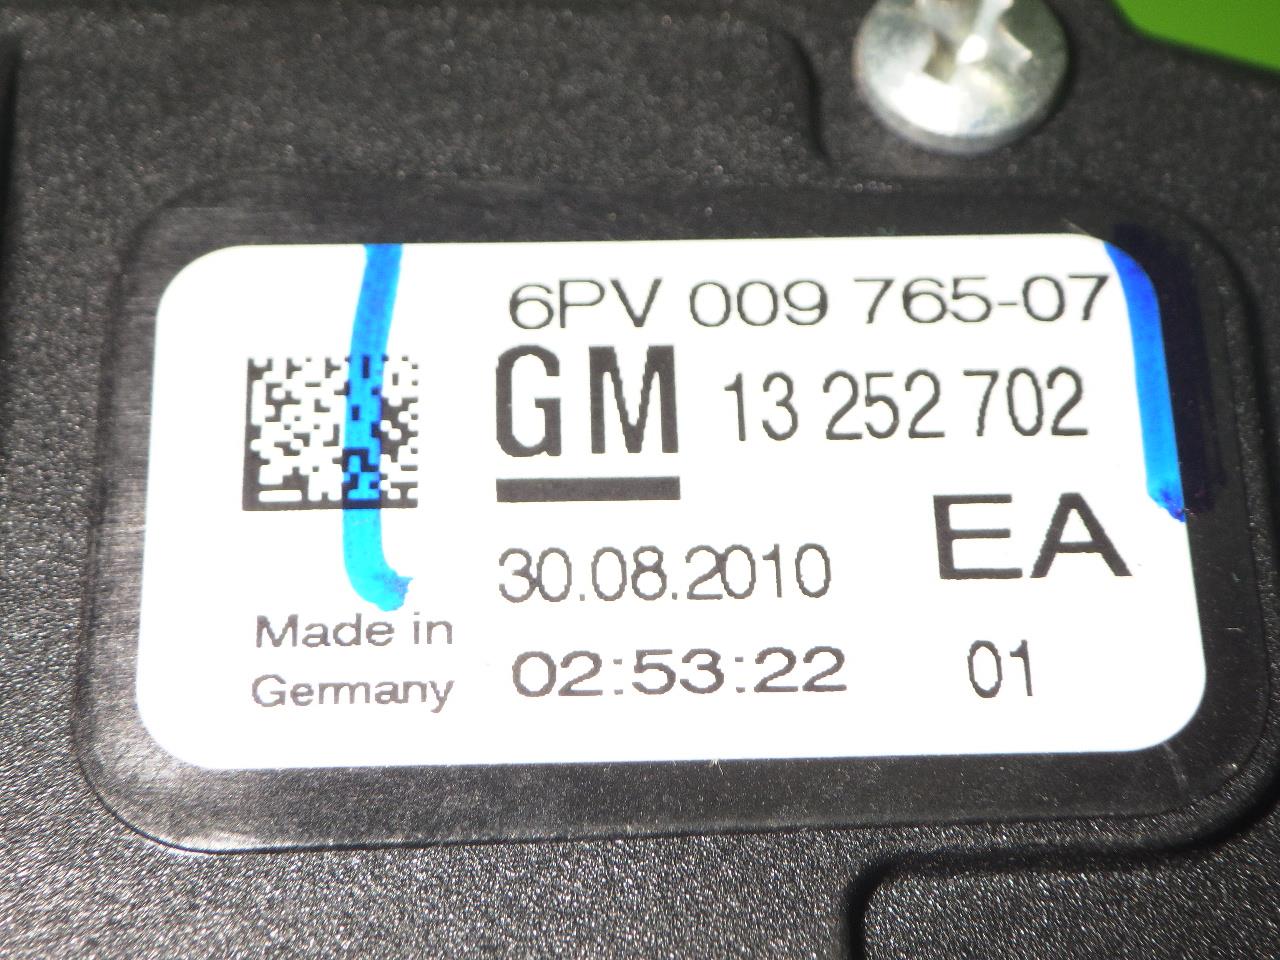 6PV 009 765-07
GM 13 252 702
EA
30.08.2010
Made in
Germany
02:53:22
01